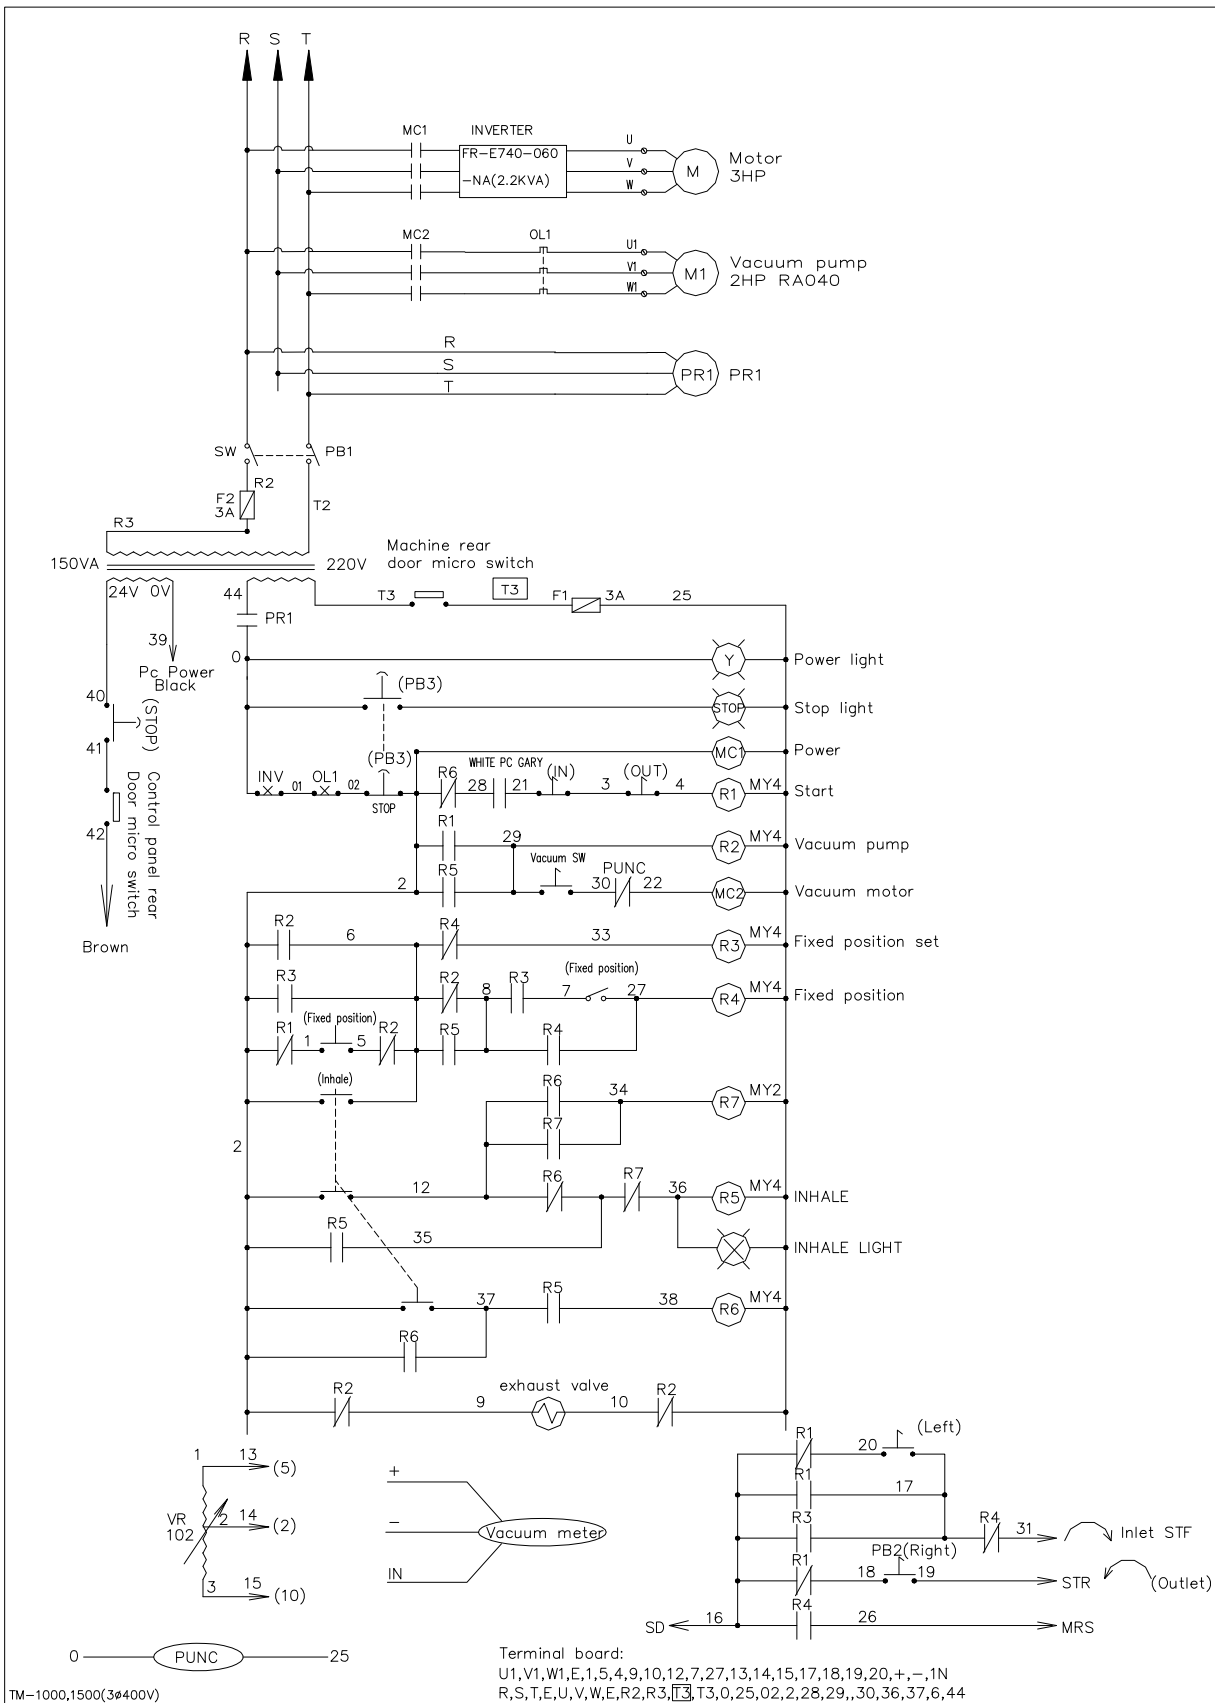 R S T
MC1 INVERTER
FR-E740-060
-NA(2.2KVA)
U
V
W
M
Motor
3HP
MC2 OL1
U1
V1
W1
M1
Vacuum pump
2HP RA040
R
S
T
PR1 PR1
SW PB1
R2
F2
3A
T2
R3
150VA 220V
Machine rear
door micro switch
24V 0V 44 T3 T3 F1 3A 25
PR1
39
Pc Power
Black
0
Y Power light
40
(STOP)
41
Control panel rear
Door micro switch
42
Brown
(PB3)
STOP Stop light
(PB3)
MC1 Power
WHITE PC GARY
INV 01 OL1 02 STOP R6 28 21 (IN) 3 (OUT) 4 R1 MY4 Start
R1 29 R2 MY4 Vacuum pump
Vacuum SW
2 R5 30 PUNC 22 MC2 Vacuum motor
R2 6 R4 33 R3 MY4 Fixed position set
(Fixed position)
R3 R2 8 R3 7 27 R4 MY4 Fixed position
(Fixed position)
R1 1 5 R2 R5 R4
(Inhale)
R6 34 R7 MY2
R7
2
12 R6 R7 36 R5 MY4 INHALE
R5 35 INHALE LIGHT
37 R5 38 R6 MY4
R6
exhaust valve
R2 9 10 R2
1 13 (5)
VR
102
2 14 (2)
3 15 (10)
+
-
IN
Vacuum meter
R1 20 (Left)
R1 17
R3 R4 31 Inlet STF
PB2(Right)
R1 18 19 STR (Outlet)
SD 16 R4 26 MRS
0 PUNC 25
Terminal board:
U1,V1,W1,E,1,5,4,9,10,12,7,27,13,14,15,17,18,19,20,+,-,1N
R,S,T,E,U,V,W,E,R2,R3,T3,T3,0,25,02,2,28,29,,30,36,37,6,44
TM-1000,1500(3ø400V)